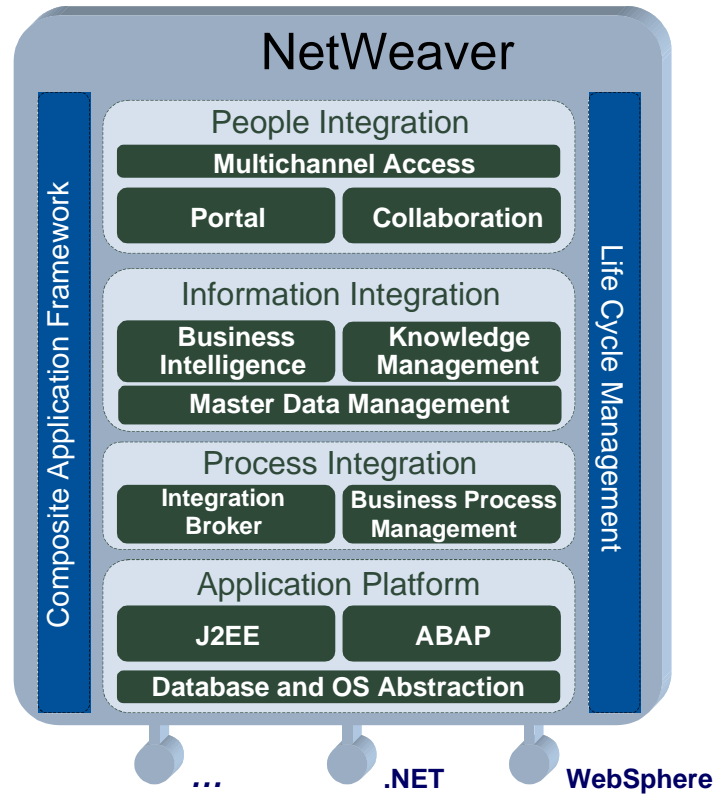 NetWeaver
Composite Application Framework
People Integration
Multichannel Access
Portal
Collaboration
Information Integration
Business
Intelligence
Knowledge
Management
Master Data Management
Process Integration
Integration
Broker
Business Process
Management
Application Platform
J2EE
ABAP
Database and OS Abstraction
Life Cycle Management
...
.NET
WebSphere